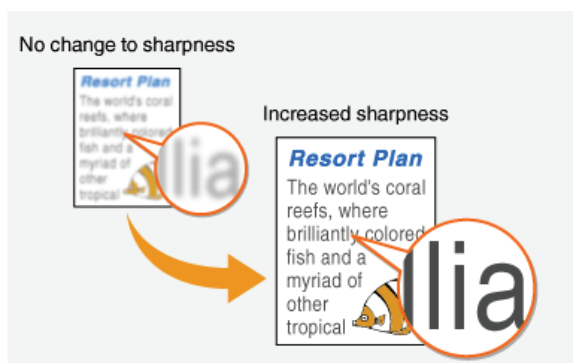 No change to sharpness
Resort Plan
The world's coral
reefs, where
brilliantly colored
fish and a
myriad of
other
tropical
lia
Increased sharpness
Resort Plan
The world's coral
reefs, where
brilliantly colored
fish and a
myriad of
other
tropical
llia